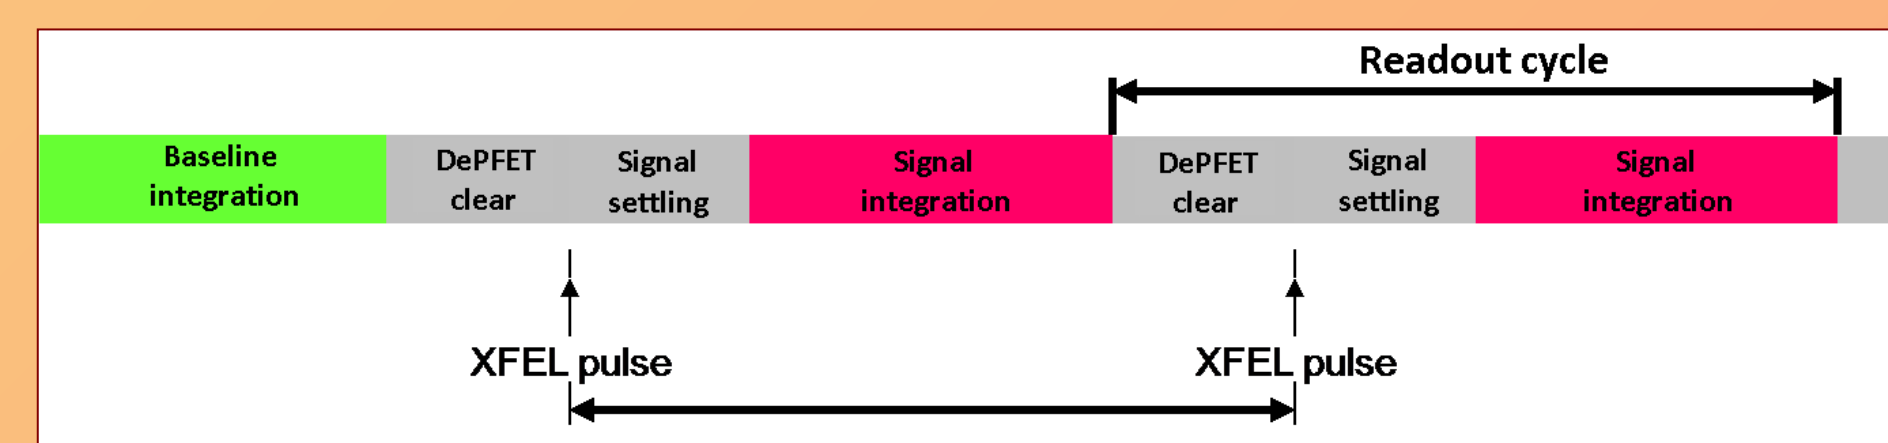 Readout cycle
Baseline
integration
DePFET
clear
Signal
settling
Signal
integration
DePFET
clear
Signal
settling
Signal
integration
XFEL pulse
XFEL pulse